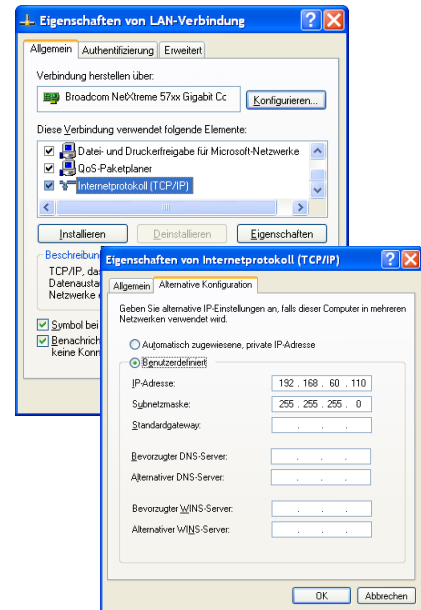 Eigenschaften von LAN-Verbindung
Allgemein Authentifizierung Erweitert
Verbindung herstellen über:
Broadcom NetXtreme 57xx Gigabit Cc
Konfigurieren...
Diese Verbindung verwendet folgende Elemente:
Datei- und Druckerfreigabe für Microsoft-Netzwerke
QoS-Paketplaner
Internetprotokoll (TCP/IP)
Installieren Deinstallieren Eigenschaften
Beschreibun
TCP/IP, das
Datenausta
Netzwerke
Symbol bei
Benachrich
keine Konn
Eigenschaften von Internetprotokoll (TCP/IP)
Allgemein Alternative Konfiguration
Geben Sie alternative IP-Einstellungen an, falls dieser Computer in mehreren
Netzwerken verwendet wird.
Automatisch zugewiesene, private IP-Adresse
Benutzerdefiniert
IP-Adresse: 192 . 168 . 60 . 110
Subnetzmaske: 255 . 255 . 255 . 0
Standardgateway: . . .
Bevorzugter DNS-Server: . . .
Alternativer DNS-Server: . . .
Bevorzugter WINS-Server: . . .
Alternativer WINS-Server: . . .
OK Abbrechen